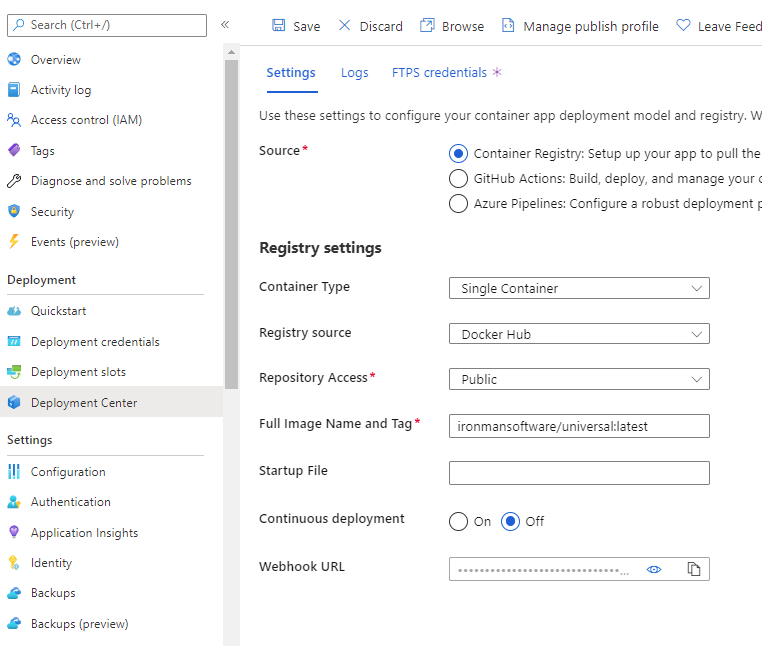 Search (Ctrl+/)
«
Overview
Activity log
Access control (IAM)
Tags
Diagnose and solve problems
Security
Events (preview)
Deployment
Quickstart
Deployment credentials
Deployment slots
Deployment Center
Settings
Configuration
Authentication
Application Insights
Identity
Backups
Backups (preview)
Save Discard Browse Manage publish profile Leave Feed
Settings Logs FTPS credentials *
Use these settings to configure your container app deployment model and registry. W
Source*
Container Registry: Setup up your app to pull the
GitHub Actions: Build, deploy, and manage your c
Azure Pipelines: Configure a robust deployment p
Registry settings
Container Type Single Container
Registry source Docker Hub
Repository Access* Public
Full Image Name and Tag* ironmansoftware/universal:latest
Startup File
Continuous deployment On Off
Webhook URL ••••••••••••••••••••••••••••••...